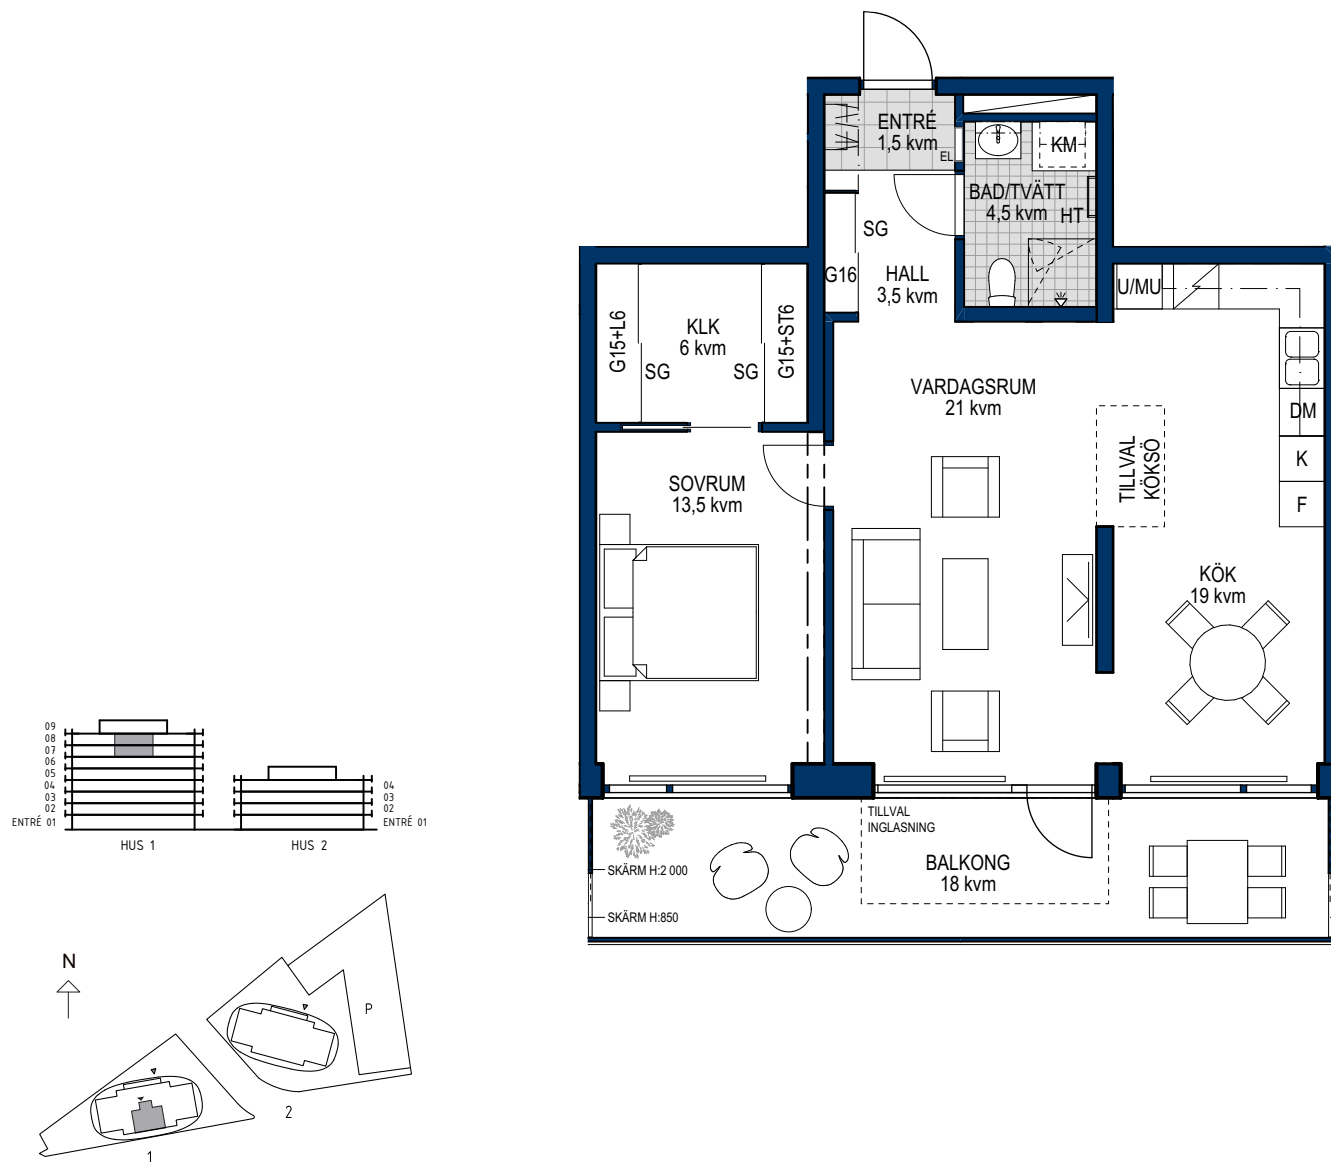 ENTRÉ
1,5 kvm
EL
KM
BAD/TVÄTT
4,5 kvm
HT
SG
G16
HALL
3,5 kvm
U/MU
G15+L6
SG
KLK
6 kvm
SG
G15+ST6
VARDAGSRUM
21 kvm
DM
K
F
TILLVAL
KÖKSÖ
SOVRUM
13,5 kvm
KÖK
19 kvm
TILLVAL
INGLASNING
BALKONG
18 kvm
SKÄRM H:2 000
SKÄRM H:850
09
08
07
06
05
04
03
02
ENTRÉ 01
HUS 1
04
03
02
ENTRÉ 01
HUS 2
N
P
2
1